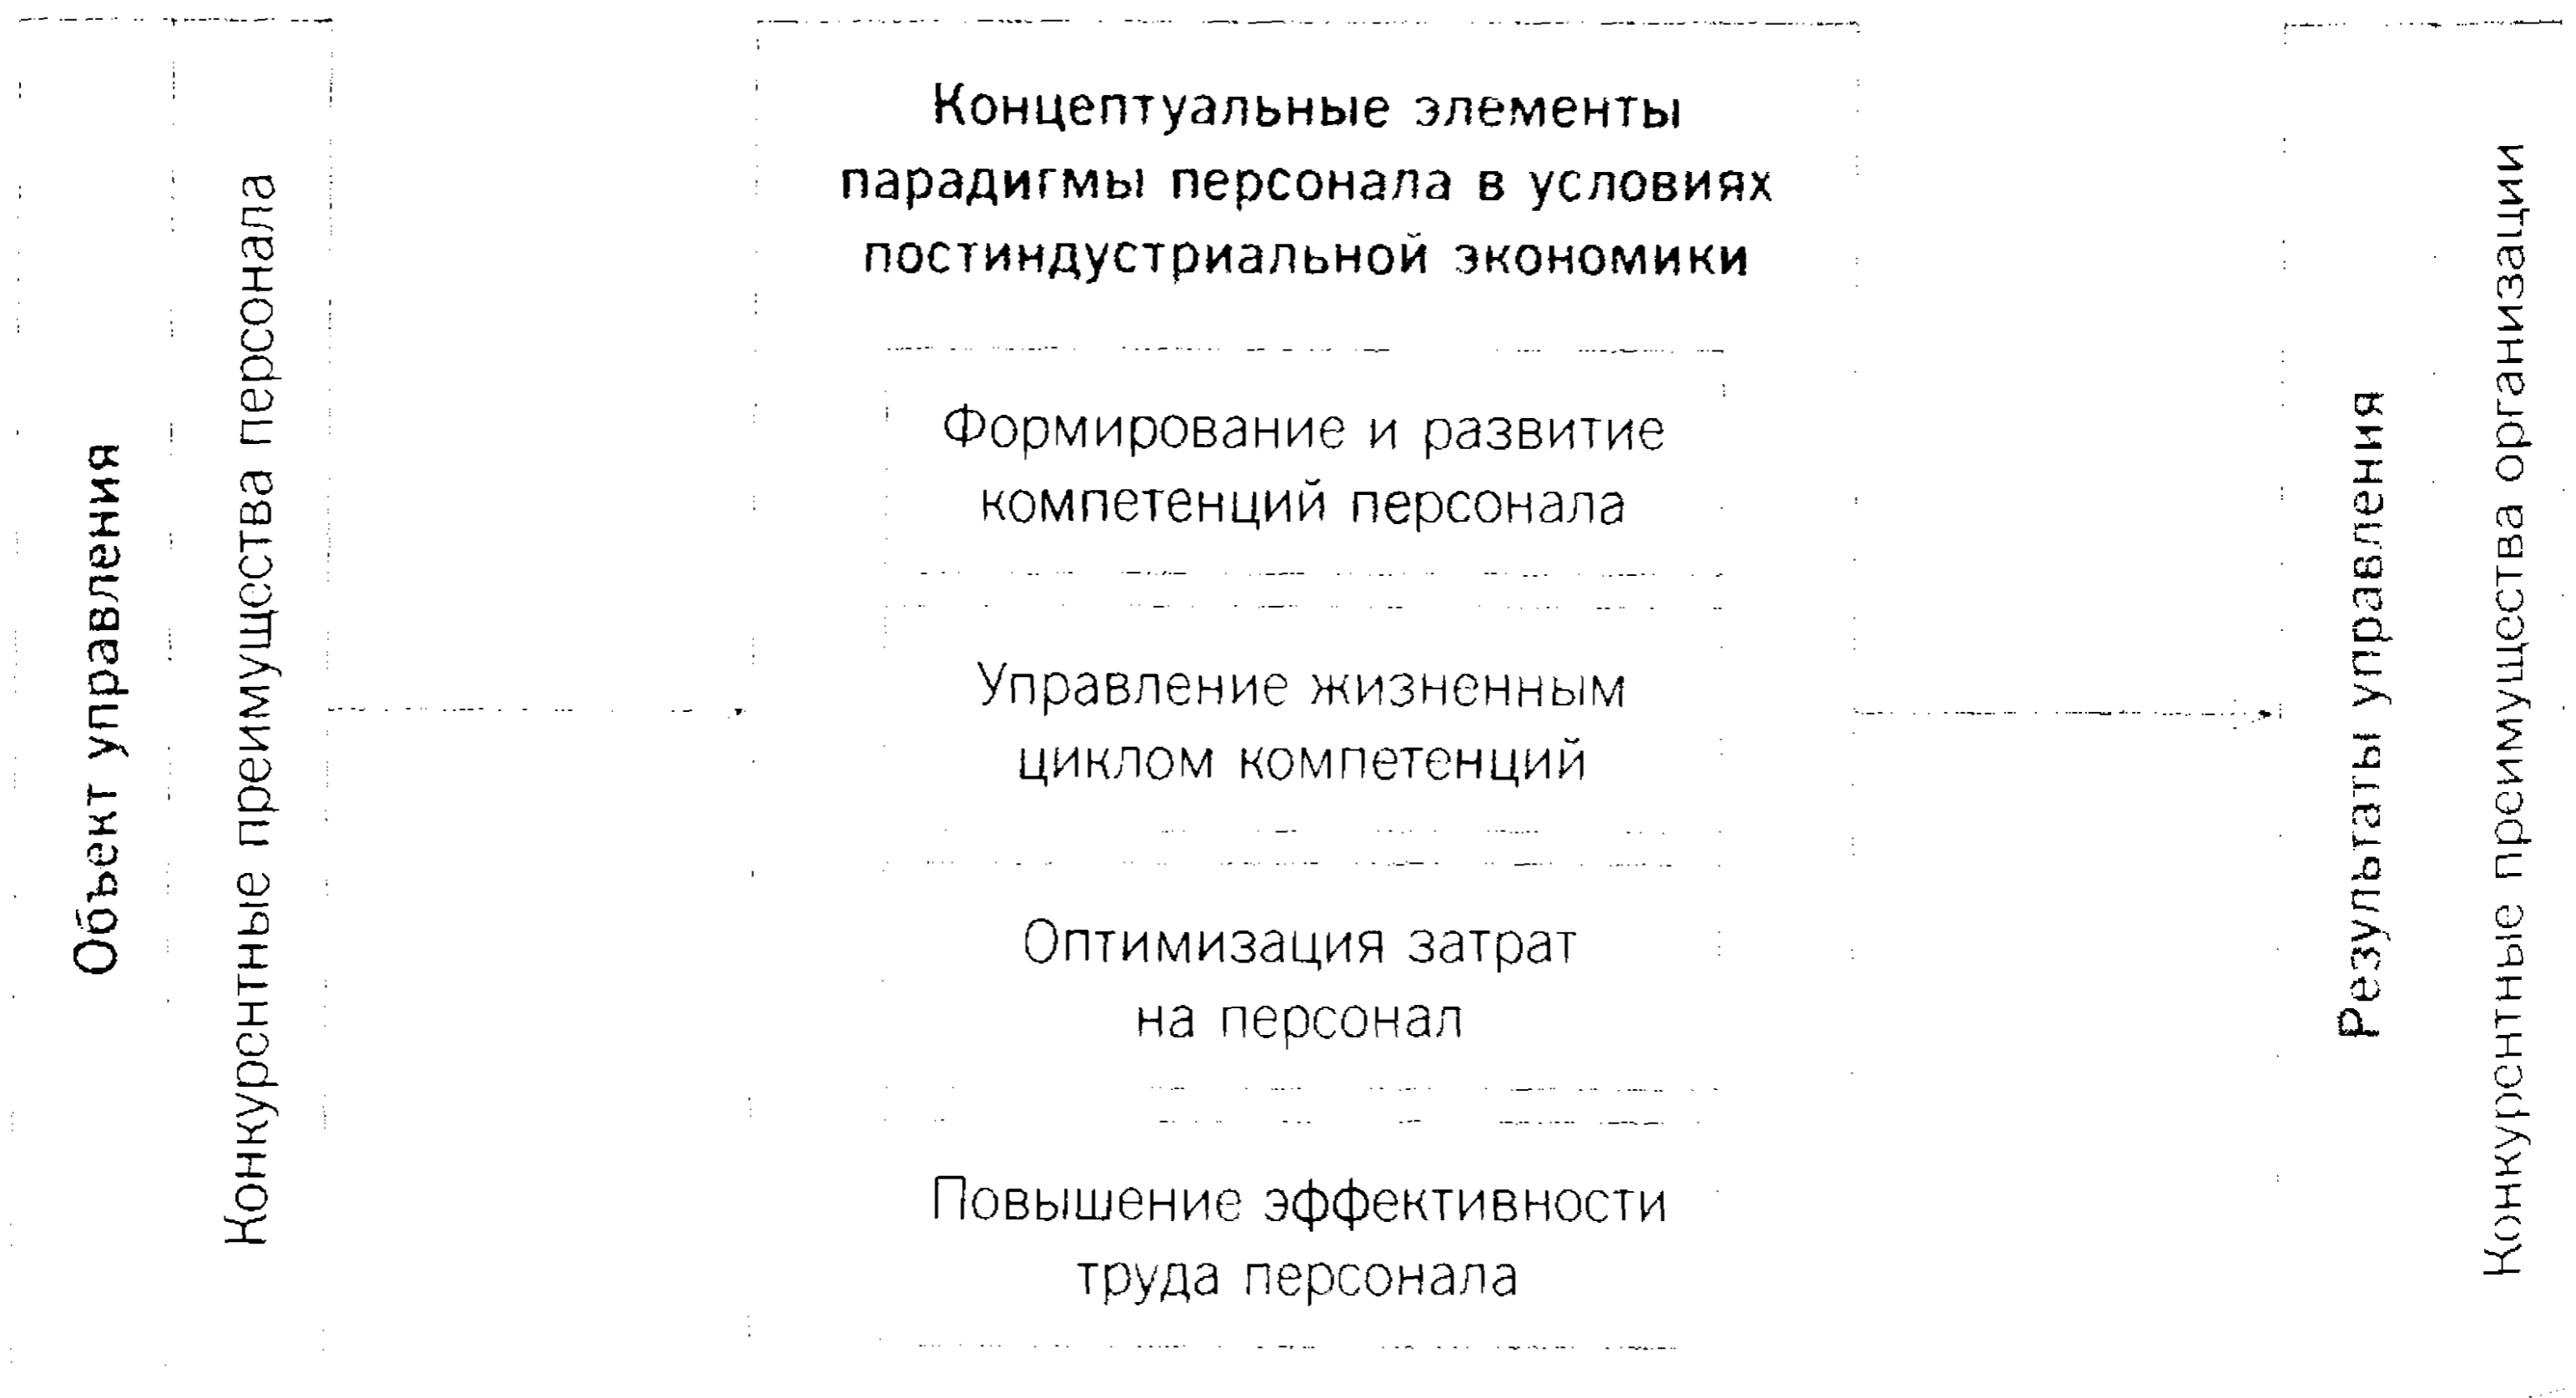 Объект управления
Конкурентные преимущества персонала
Концептуальные элементы
парадигмы персонала в условиях
постиндустриальной экономики
Формирование и развитие
компетенций персонала
Управление жизненным
циклом компетенций
Оптимизация затрат
на персонал
Повышение эффективности
труда персонала
Результаты управления
Конкурентные преимущества организации